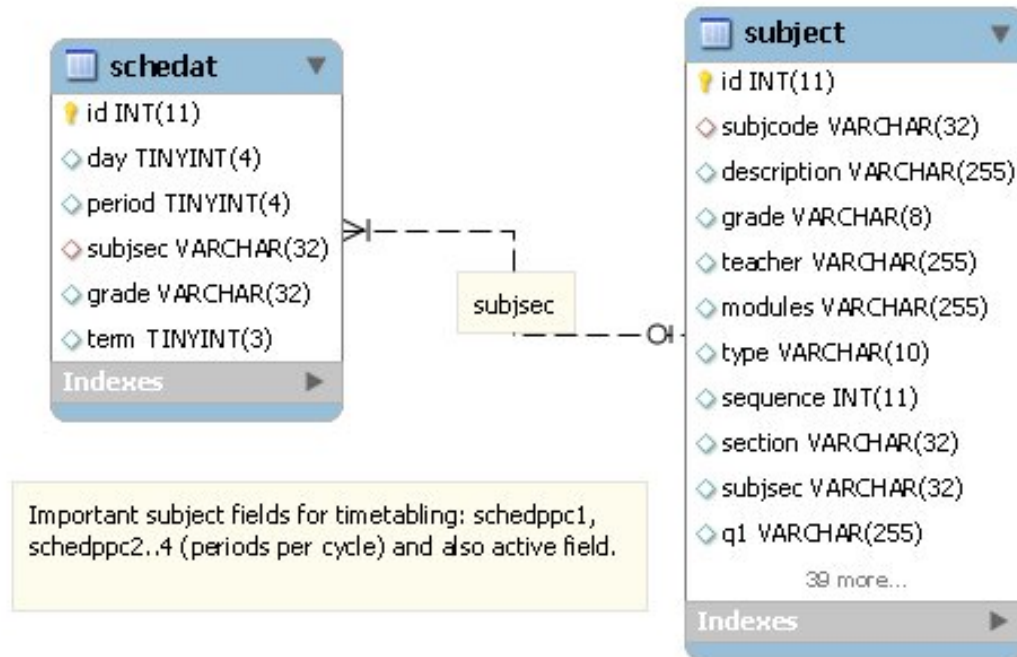 schedat
id INT(11)
day TINYINT(4)
period TINYINT(4)
subjsec VARCHAR(32)
grade VARCHAR(32)
term TINYINT(3)
Indexes
subjsec
subject
id INT(11)
subjcode VARCHAR(32)
description VARCHAR(255)
grade VARCHAR(8)
teacher VARCHAR(255)
modules VARCHAR(255)
type VARCHAR(10)
sequence INT(11)
section VARCHAR(32)
subjsec VARCHAR(32)
q1 VARCHAR(255)
39 more...
Indexes
Important subject fields for timetabling: schedppc1,
schedppc2..4 (periods per cycle) and also active field.